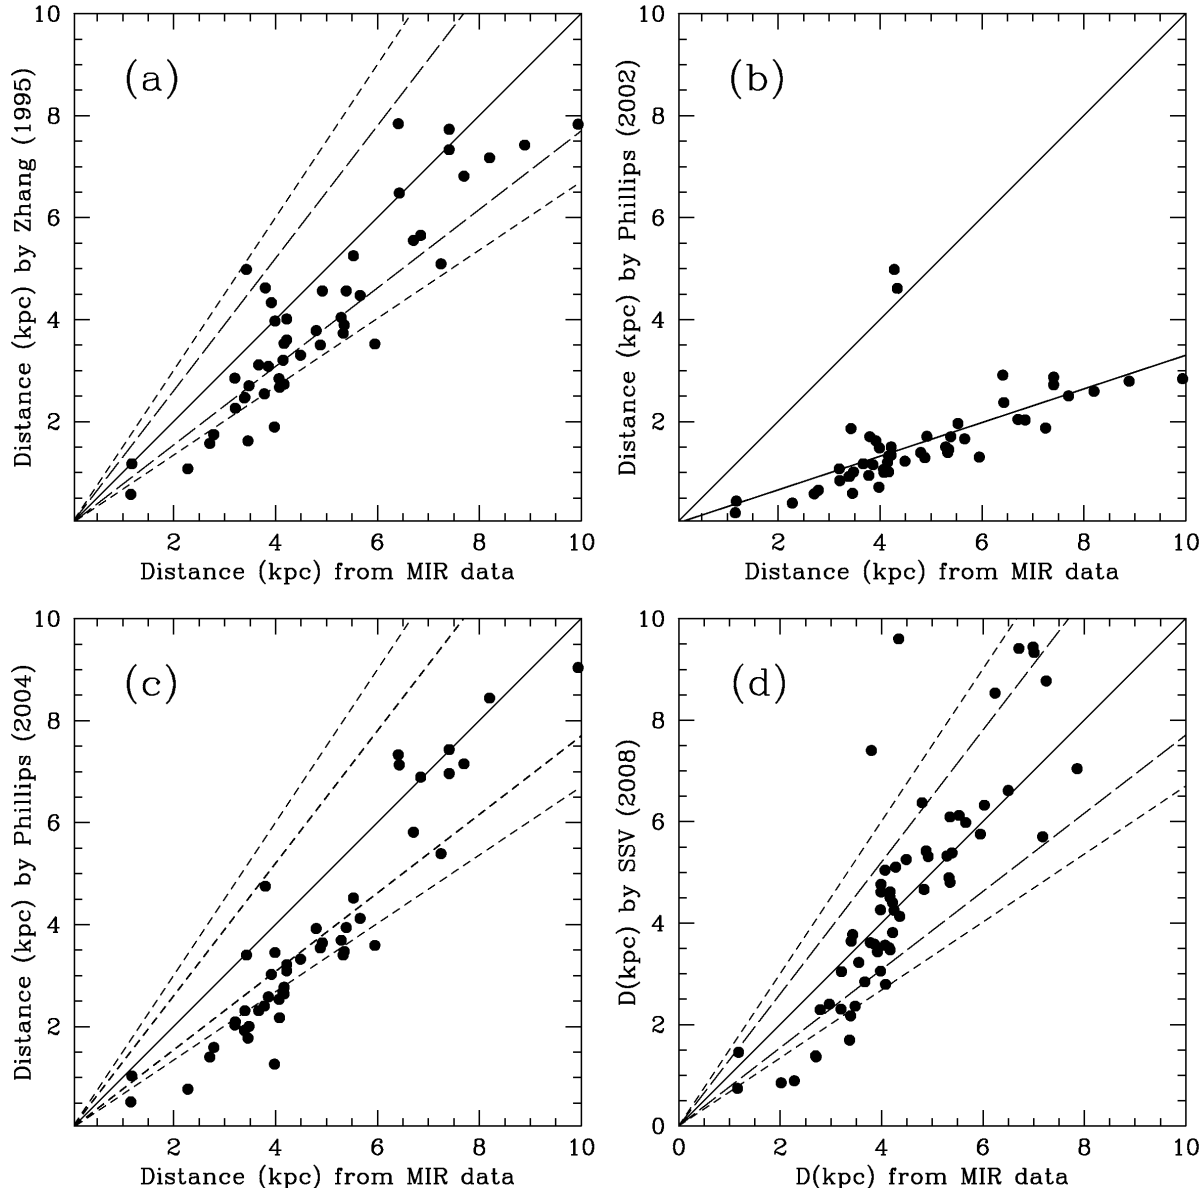 10
8
6
4
2
Distance (kpc) by Zhang (1995)
(a)
2 4 6 8 10
Distance (kpc) from MIR data
10
8
6
4
2
0
Distance (kpc) by Phillips (2002)
(b)
2 4 6 8 10
Distance (kpc) from MIR data
10
8
6
4
2
Distance (kpc) by Phillips (2004)
(c)
2 4 6 8 10
Distance (kpc) from MIR data
10
8
6
4
2
0
D(kpc) by SSV (2008)
(d)
0 2 4 6 8 10
D(kpc) from MIR data